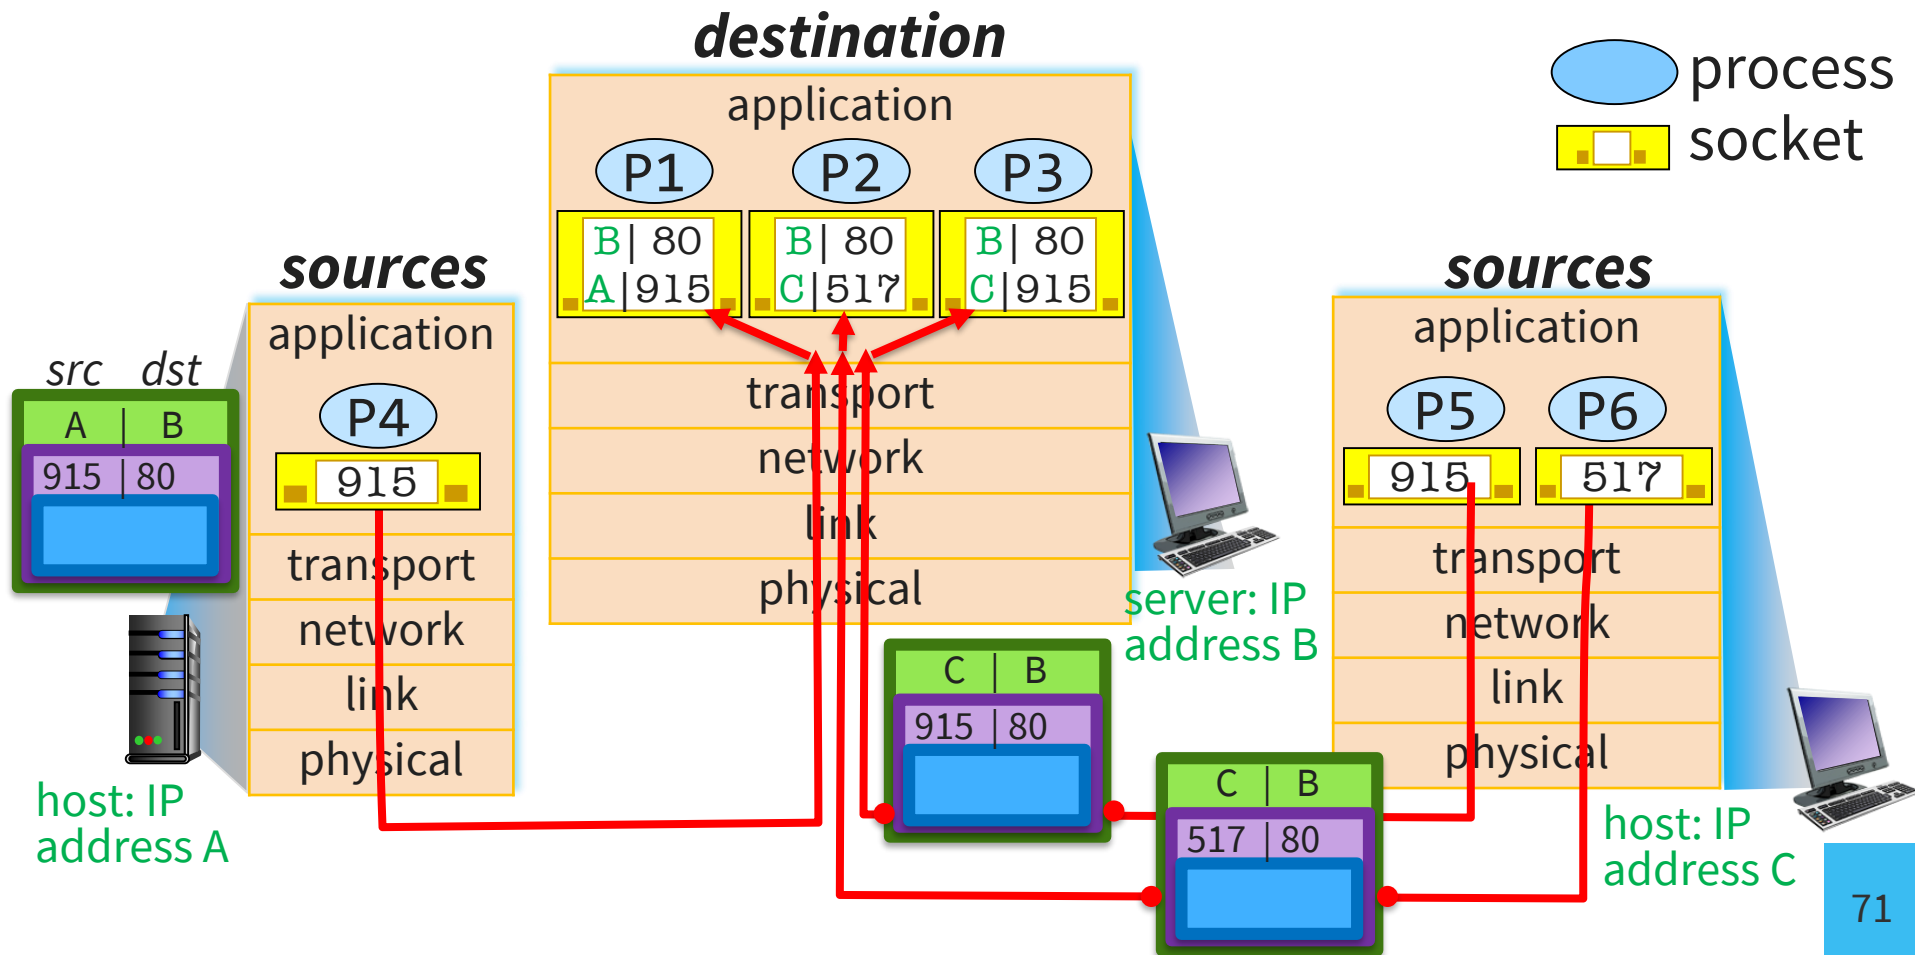 destination
process
socket
application
P1 P2 P3
B| 80 B| 80 B| 80
A|915 C|517 C|915
transport
network
link
physical
server: IP
address B
sources
application
P4
915
transport
network
link
physical
src dst
A | B
915 | 80
host: IP
address A
C | B
915 | 80
C | B
517 | 80
sources
application
P5 P6
915 517
transport
network
link
physical
host: IP
address C
71